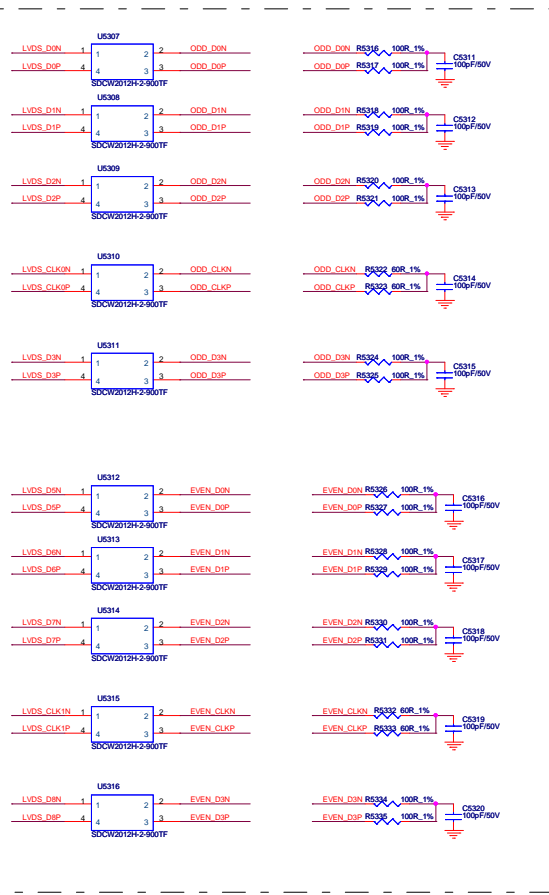 U5307
LVDS_D0N 1 1 2 2 ODD_D0N
LVDS_D0P 4 4 3 3 ODD_D0P
SDCW2012H-2-900TF
ODD_D0N R5316 100R_1%
ODD_D0P R5317 100R_1%
C5311
100pF/50V
U5308
LVDS_D1N 1 1 2 2 ODD_D1N
LVDS_D1P 4 4 3 3 ODD_D1P
SDCW2012H-2-900TF
ODD_D1N R5318 100R_1%
ODD_D1P R5319 100R_1%
C5312
100pF/50V
U5309
LVDS_D2N 1 1 2 2 ODD_D2N
LVDS_D2P 4 4 3 3 ODD_D2P
SDCW2012H-2-900TF
ODD_D2N R5320 100R_1%
ODD_D2P R5321 100R_1%
C5313
100pF/50V
U5310
LVDS_CLK0N 1 1 2 2 ODD_CLKN
LVDS_CLK0P 4 4 3 3 ODD_CLKP
SDCW2012H-2-900TF
ODD_CLKN R5322 60R_1%
ODD_CLKP R5323 60R_1%
C5314
100pF/50V
U5311
LVDS_D3N 1 1 2 2 ODD_D3N
LVDS_D3P 4 4 3 3 ODD_D3P
SDCW2012H-2-900TF
ODD_D3N R5324 100R_1%
ODD_D3P R5325 100R_1%
C5315
100pF/50V
U5312
LVDS_D5N 1 1 2 2 EVEN_D0N
LVDS_D5P 4 4 3 3 EVEN_D0P
SDCW2012H-2-900TF
EVEN_D0N R5326 100R_1%
EVEN_D0P R5327 100R_1%
C5316
100pF/50V
U5313
LVDS_D6N 1 1 2 2 EVEN_D1N
LVDS_D6P 4 4 3 3 EVEN_D1P
SDCW2012H-2-900TF
EVEN_D1N R5328 100R_1%
EVEN_D1P R5329 100R_1%
C5317
100pF/50V
U5314
LVDS_D7N 1 1 2 2 EVEN_D2N
LVDS_D7P 4 4 3 3 EVEN_D2P
SDCW2012H-2-900TF
EVEN_D2N R5330 100R_1%
EVEN_D2P R5331 100R_1%
C5318
100pF/50V
U5315
LVDS_CLK1N 1 1 2 2 EVEN_CLKN
LVDS_CLK1P 4 4 3 3 EVEN_CLKP
SDCW2012H-2-900TF
EVEN_CLKN R5332 60R_1%
EVEN_CLKP R5333 60R_1%
C5319
100pF/50V
U5316
LVDS_D8N 1 1 2 2 EVEN_D3N
LVDS_D8P 4 4 3 3 EVEN_D3P
SDCW2012H-2-900TF
EVEN_D3N R5334 100R_1%
EVEN_D3P R5335 100R_1%
C5320
100pF/50V